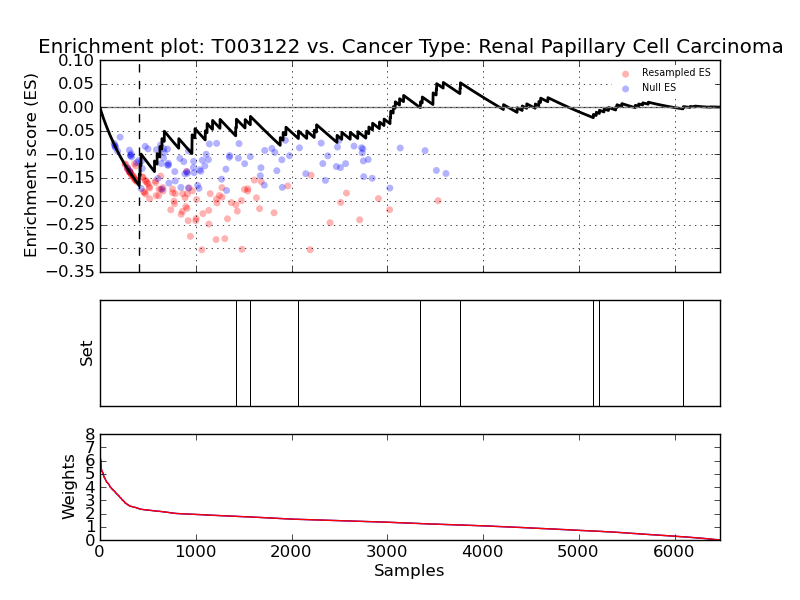 Enrichment plot: T003122 vs. Cancer Type: Renal Papillary Cell Carcinoma
Enrichment score (ES)
0.10
0.05
0.00
−0.05
−0.10
−0.15
−0.20
−0.25
−0.30
−0.35
Resampled ES
Null ES
Set
Weights
8
7
6
5
4
3
2
1
0
0 1000 2000 3000 4000 5000 6000
Samples